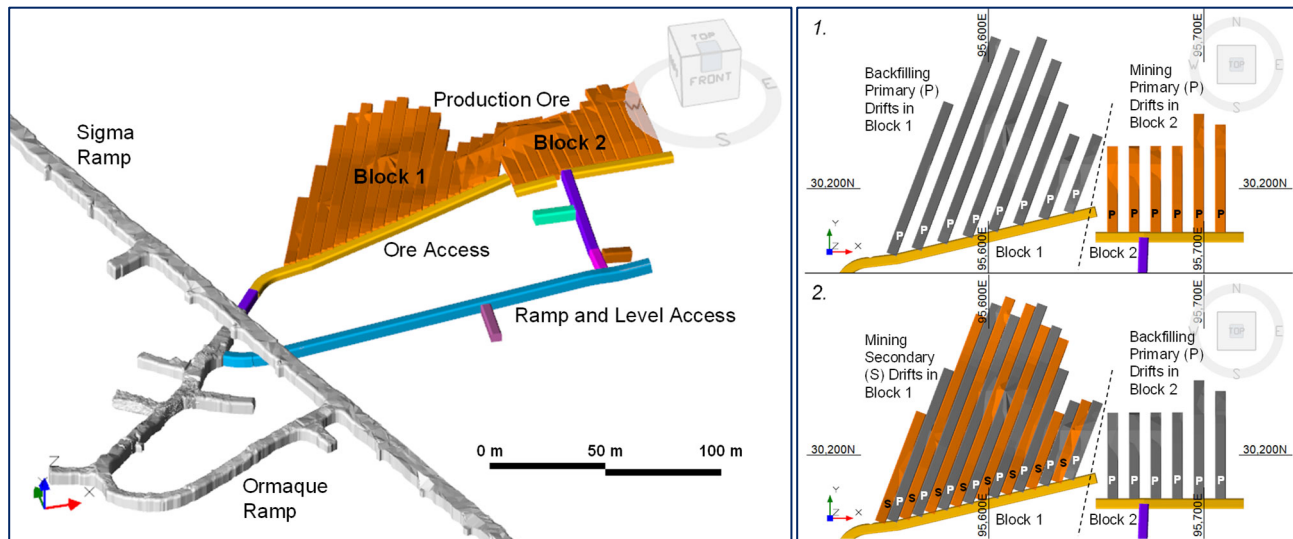 TOP
FRONT
E
S
Production Ore
Sigma
Ramp
Block 2
Block 1
Ore Access
Ramp and Level Access
0 m
50 m
100 m
Z
X
Ormaque
Ramp
1.
95,600E
95,700E
N
W
TOP
E
S
Backfilling
Primary (P)
Drifts in
Block 1
Mining
Primary (P)
Drifts in
Block 2
30,200N
30,200N
P
P
P
P
P
P
P
P
P
P
P
P
P
P
Y
Z
X
95,600E
Block 1
Block 2
95,700E
2.
95,600E
95,700E
N
W
TOP
E
S
Mining
Secondary
(S) Drifts in
Block 1
Backfilling
Primary (P)
Drifts in
Block 2
30,200N
30,200N
S
P
S
P
S
P
S
P
S
P
S
P
S
P
S
P
P
P
P
P
P
P
Y
Z
X
95,600E
Block 1
Block 2
95,700E